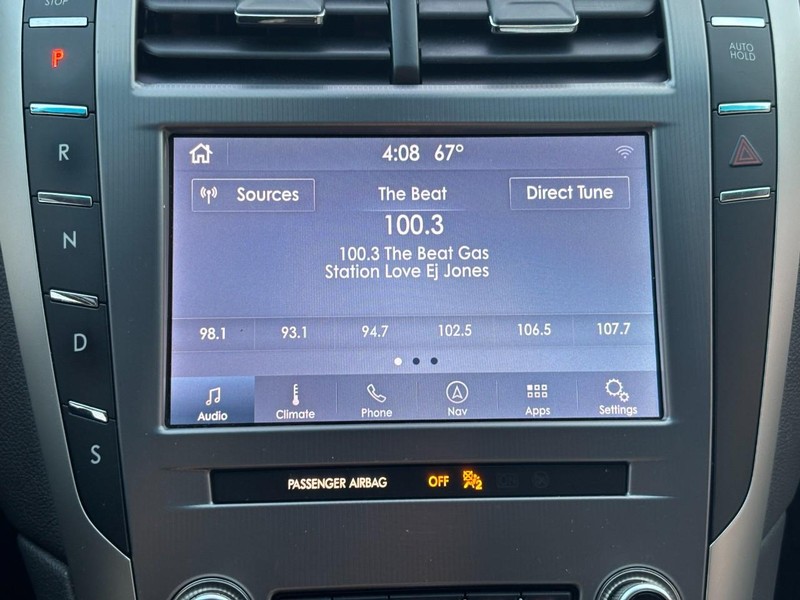 STOP
P
R
N
D
S
AUTO
HOLD
4:08 67°
Sources
The Beat
Direct Tune
100.3
100.3 The Beat Gas
Station Love Ej Jones
98.1 93.1 94.7 102.5 106.5 107.7
Audio Climate Phone Nav Apps Settings
PASSENGER AIRBAG OFF 2